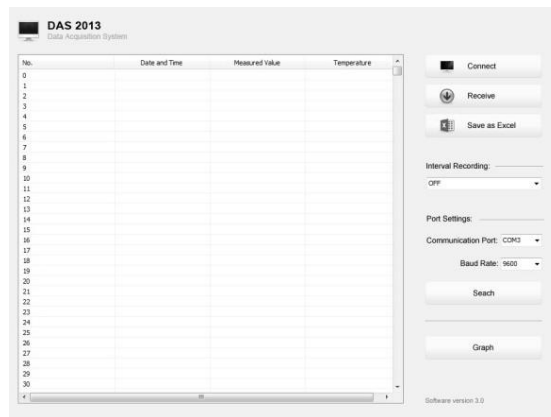 DAS 2013
Data Acquisition System
No. Date and Time Measured Value Temperature
0
1
2
3
4
5
6
7
8
9
10
11
12
13
14
15
16
17
18
19
20
21
22
23
24
25
26
27
28
29
30
Connect
Receive
Save as Excel
Interval Recording:
OFF
Port Settings:
Communication Port: COM3
Baud Rate: 9600
Seach
Graph
Software version 3.0